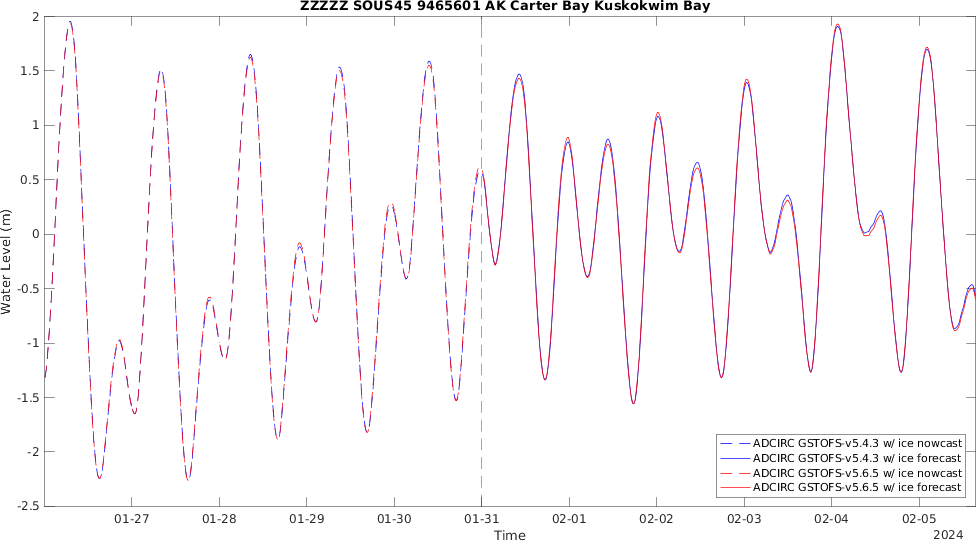 ZZZZZ SOUS45 9465601 AK Carter Bay Kuskokwim Bay
2
1.5
1
0.5
0
-0.5
-1
-1.5
-2
-2.5
Water Level (m)
ADCIRC GSTOFS-v5.4.3 w/ ice nowcast
ADCIRC GSTOFS-v5.4.3 w/ ice forecast
ADCIRC GSTOFS-v5.6.5 w/ ice nowcast
ADCIRC GSTOFS-v5.6.5 w/ ice forecast
01-27 01-28 01-29 01-30 01-31 02-01 02-02 02-03 02-04 02-05
Time
2024